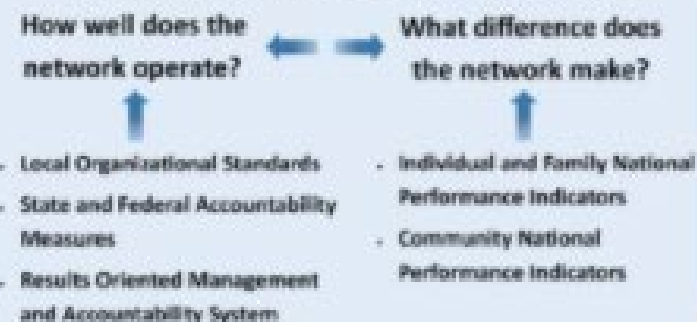 How well does the
network operate?
What difference does
the network make?
- Local Organizational Standards
- State and Federal Accountability
Measures
- Results Oriented Management
and Accountability System
- Individual and Family National
Performance Indicators
- Community National
Performance Indicators